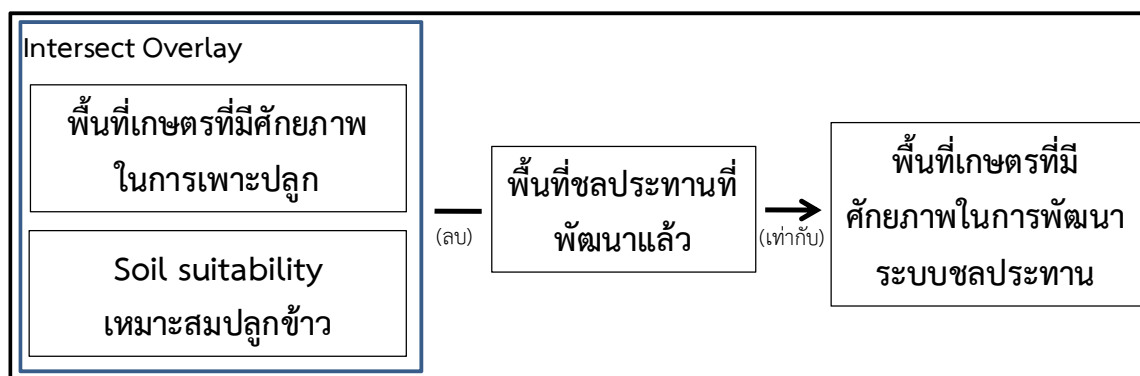 Intersect Overlay
พื้นที่เกษตรที่มีศักยภาพ
ในการเพาะปลูก
Soil suitability
เหมาะสมปลูกข้าว
(ลบ)
พื้นที่ชลประทานที่
พัฒนาแล้ว
(เท่ากับ)
พื้นที่เกษตรที่มี
ศักยภาพในการพัฒนา
ระบบชลประทาน